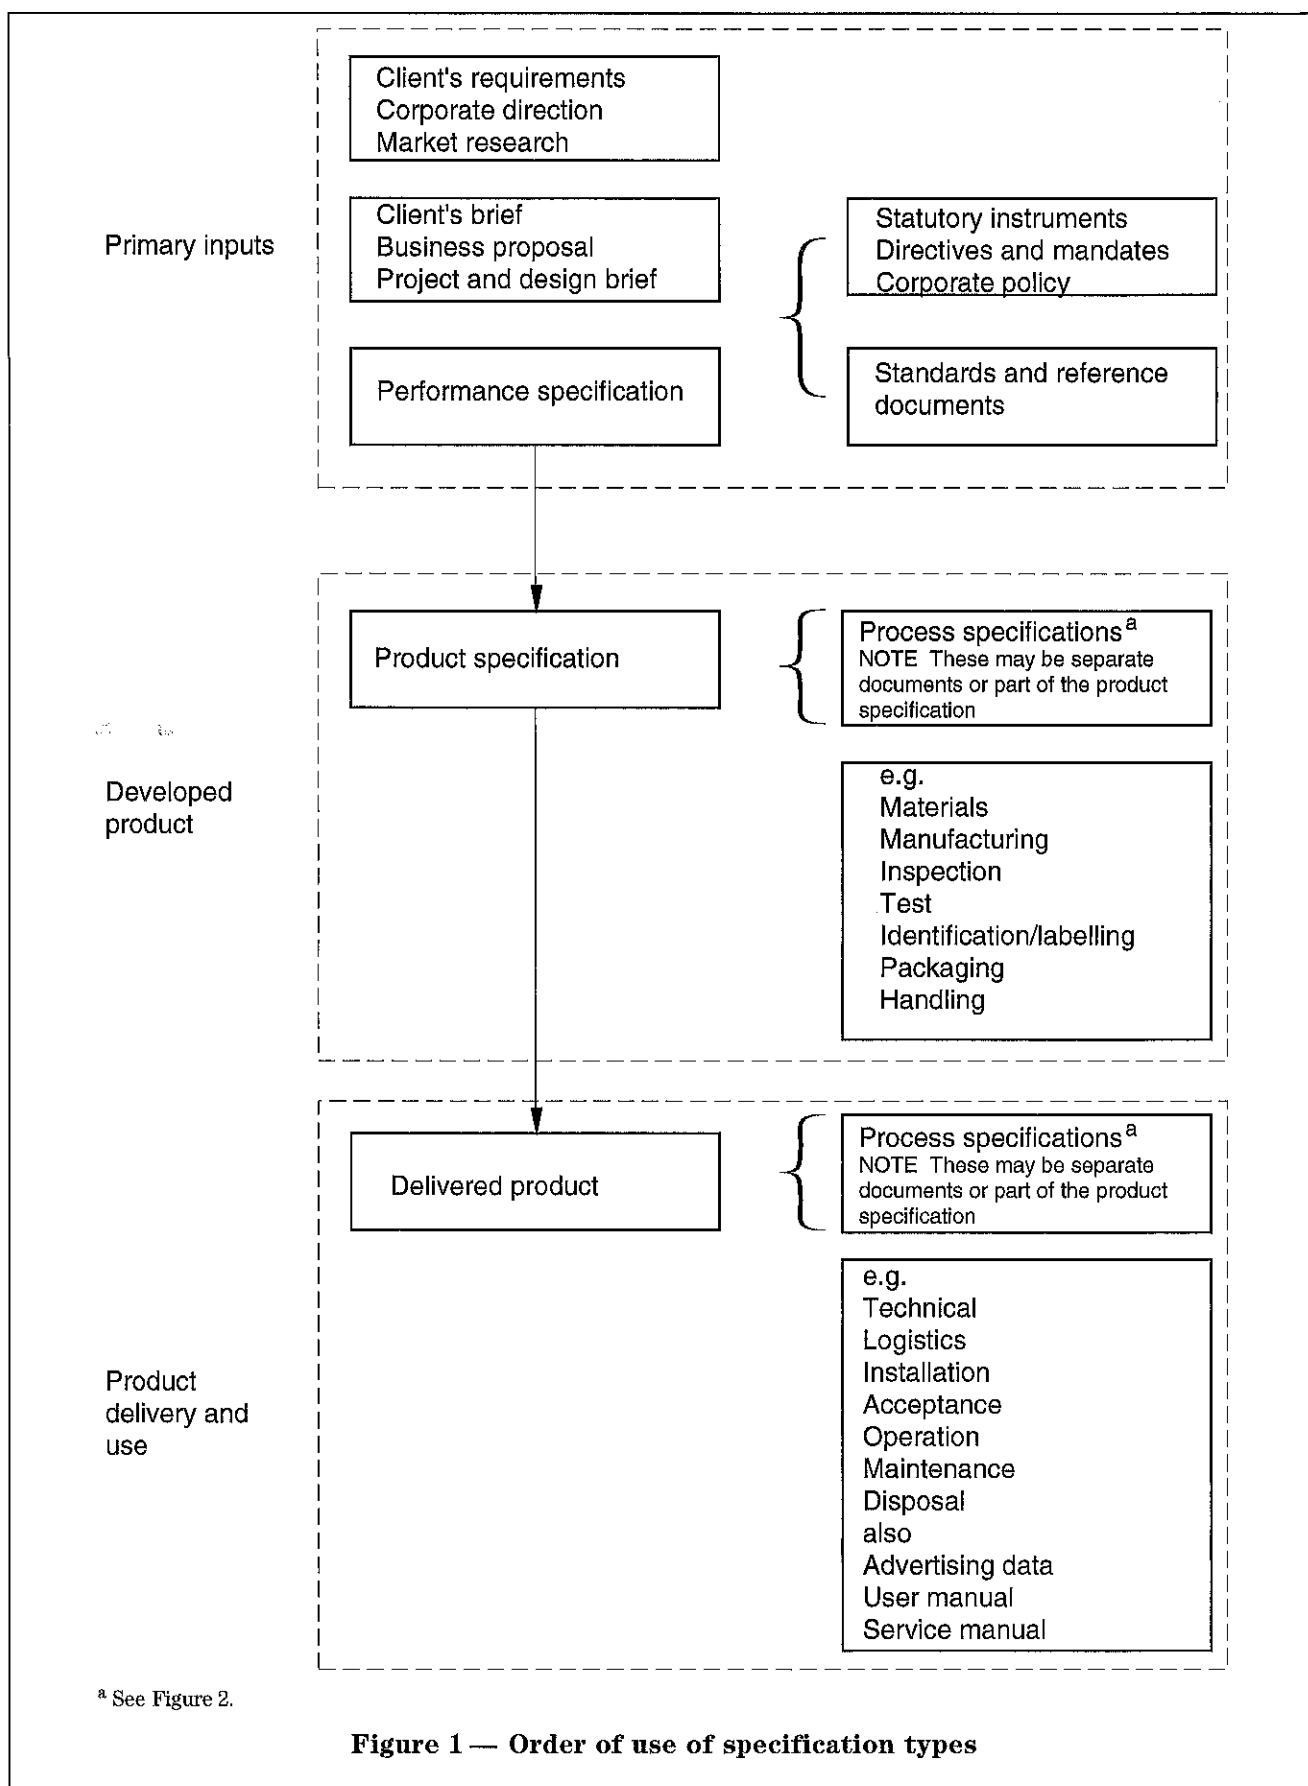 Client's requirements
Corporate direction
Market research
Primary inputs
Client's brief
Business proposal
Project and design brief
Statutory instruments
Directives and mandates
Corporate policy
Performance specification
Standards and reference
documents
Product specification
Process specificationsᵃ
NOTE These may be separate
documents or part of the product
specification
Developed
product
e.g.
Materials
Manufacturing
Inspection
Test
Identification/labelling
Packaging
Handling
Delivered product
Process specificationsᵃ
NOTE These may be separate
documents or part of the product
specification
Product
delivery and
use
e.g.
Technical
Logistics
Installation
Acceptance
Operation
Maintenance
Disposal
also
Advertising data
User manual
Service manual
ᵃ See Figure 2.
Figure 1 — Order of use of specification types